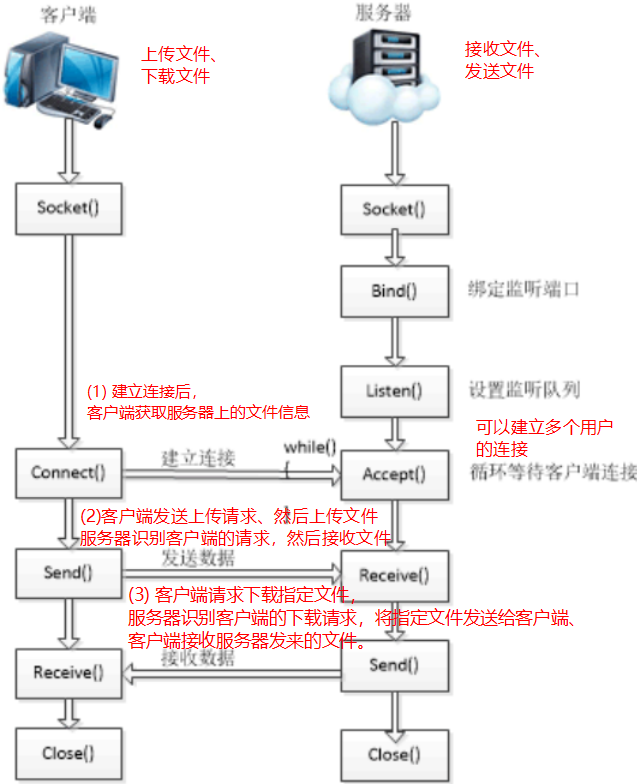 客户端
服务器
上传文件、
下载文件
接收文件、
发送文件
Socket()
Socket()
Bind()
绑定监听端口
Listen()
设置监听队列
(1) 建立连接后，
客户端获取服务器上的文件信息
可以建立多个用户
的连接
while()
{
建立连接
Connect()
Accept()
循环等待客户端连接
(2)客户端发送上传请求、然后上传文件
服务器识别客户端的请求，然后接收文件
发送数据
Send()
Receive()
(3) 客户端请求下载指定文件，
服务器识别客户端的下载请求，将指定文件发送给客户端、
客户端接收服务器发来的文件。
接收数据
Receive()
Send()
Close()
Close()